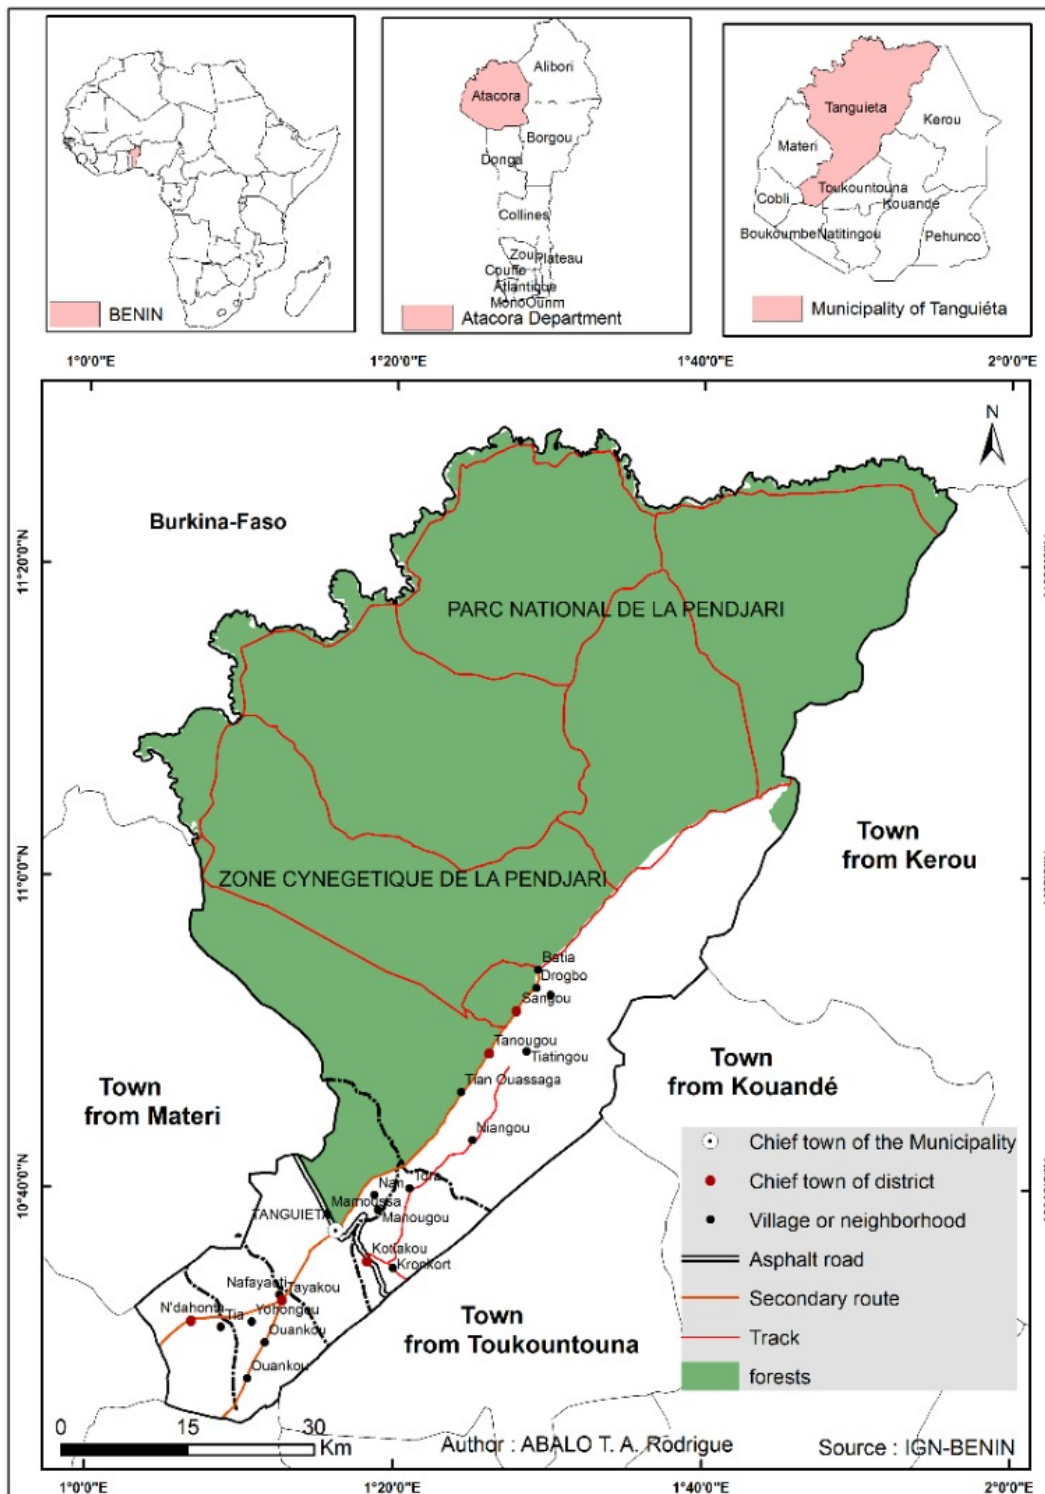 BENIN
Alibori
Atacora
Borgou
Donga
Collines
Zou
Plateau
Couffo
Atlantique
MonoOunm
Atacora Department
Tanguieta
Kerou
Materi
Toukountouna
Cobli
Kouandé
Boukoumbe
Natitingou
Pehunco
Municipality of Tanguiéta
1°0'0"E
1°20'0"E
1°40'0"E
2°0'0"E
N
Burkina-Faso
11°20'0"N
PARC NATIONAL DE LA PENDJARI
Town
from Kerou
11°0'0"N
ZONE CYNEGETIQUE DE LA PENDJARI
Batia
Drogbo
Sangou
Tanougou
Tiatingou
Town
from Kouandé
Tian Ouassaga
Town
from Materi
Niangou
10°40'0"N
Nan
Mamoussa
TANGUIETA
Manougou
Kotiakou
Kronkort
Nafayaoti
Tayakou
N'dahonta
Tia
Yohongou
Ouankou
Ouankou
Town
from Toukountouna
Chief town of the Municipality
Chief town of district
Village or neighborhood
Asphalt road
Secondary route
Track
forests
0
15
30
Km
Author : ABALO T. A. Rodrigue
Source : IGN-BENIN
1°0'0"E
1°20'0"E
1°40'0"E
2°0'0"E